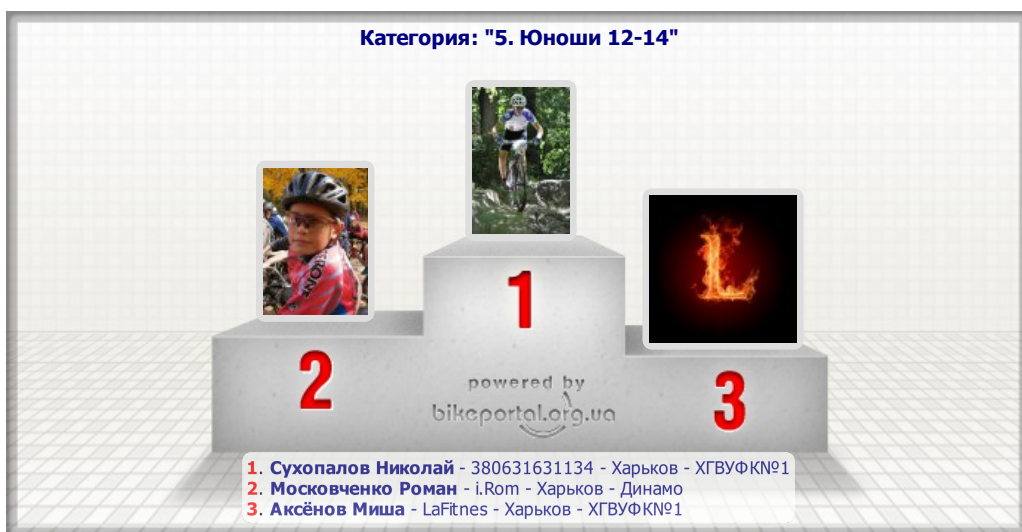 Категория: "5. Юноши 12-14"
1
2
3
powered by
bikeportal.org.ua
1. Сухопалов Николай - 380631631134 - Харьков - ХГВУФК№1
2. Московченко Роман - i.Rom - Харьков - Динамо
3. Аксёнов Миша - LaFitnes - Харьков - ХГВУФК№1
L